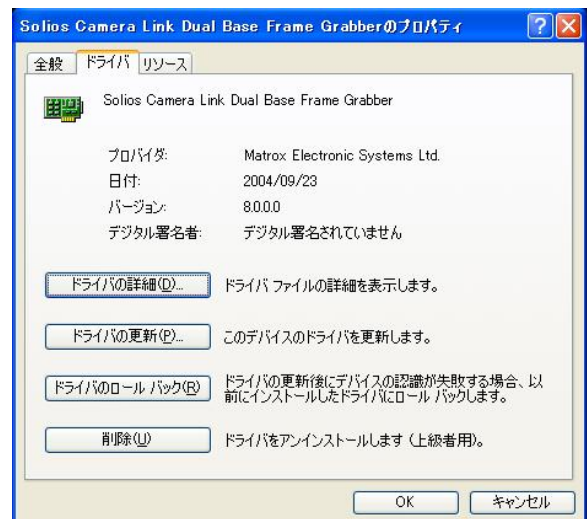 Solios Camera Link Dual Base Frame Grabberのプロパティ
全般 ドライバ リソース
Solios Camera Link Dual Base Frame Grabber
プロバイダ: Matrox Electronic Systems Ltd.
日付: 2004/09/23
バージョン: 8.0.0.0
デジタル署名者: デジタル署名されていません
ドライバの詳細(D)... ドライバ ファイルの詳細を表示します。
ドライバの更新(P)... このデバイスのドライバを更新します。
ドライバのロール バック(R) ドライバの更新後にデバイスの認識が失敗する場合、以
前にインストールしたドライバにロール バックします。
削除(U) ドライバをアンインストールします (上級者用)。
OK キャンセル